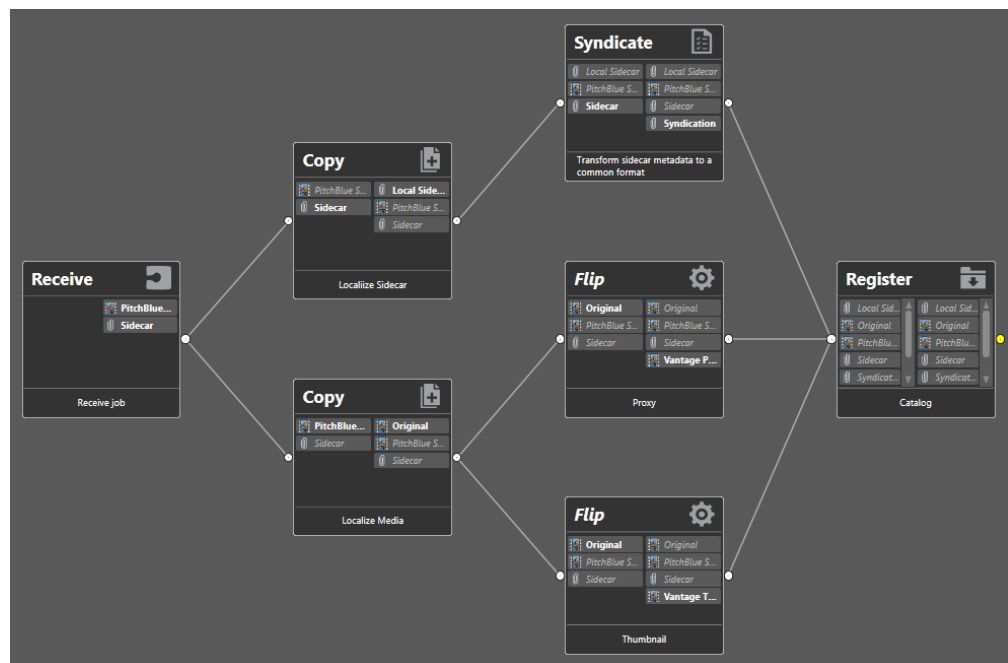 Syndicate
Local Sidecar Local Sidecar
PitchBlue S... PitchBlue S...
Sidecar Sidecar
Syndication
Transform sidecar metadata to a
common format
Copy
PitchBlue S... Local Side...
Sidecar PitchBlue S...
Sidecar
Localiize Sidecar
Receive
PitchBlue...
Sidecar
Receive job
Flip
Original Original
PitchBlue S... PitchBlue S...
Sidecar Sidecar
Vantage P...
Proxy
Register
Local Sid... Local Sid...
Original Original
PitchBlu... PitchBlu...
Sidecar Sidecar
Syndicat... Syndicat...
Catalog
Copy
PitchBlue... Original
Sidecar PitchBlue S...
Sidecar
Localize Media
Flip
Original Original
PitchBlue S... PitchBlue S...
Sidecar Sidecar
Vantage T...
Thumbnail